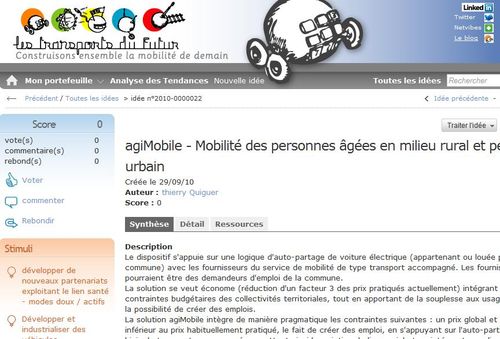 Linked in
Twitter
Netvibes
Le blog
les transports du futur
Construisons ensemble la mobilité de demain
Mon portefeuille Analyse des Tendances Nouvelle idée Toutes les idées Rechercher
Précédent / Toutes les idées > idée n°2010-0000022 Idée précédente -
Score 0
vote(s) 0
commentaire(s) 0
rebond(s) 0
Voter
commenter
Rebondir
Stimuli
développer de
nouveaux partenariats
exploitant le lien santé
- modes doux / actifs
Développer et
industrialiser des
Traiter l'idée
agiMobile - Mobilité des personnes âgées en milieu rural et pé
urbain
Créée le 29/09/10
Auteur : thierry Quiguer
Score : 0
Synthèse Détail Ressources
Description
Le dispositif s'appuie sur une logique d'auto-partage de voiture électrique (appartenant ou louée p
commune) avec les fournisseurs du service de mobilité de type transport accompagné. Les fourni
pourraient être des demandeurs d'emploi de la commune.
La solution se veut économe (réduction d'un facteur 3 des prix pratiqués actuellement) intégrant
contraintes budgétaires des collectivités territoriales, tout en apportant de la souplesse aux usag
la possibilité de créer des emplois.
La solution agiMobile intègre de manière pragmatique les contraintes suivantes : un prix global et
inférieur au prix habituellement pratiqué, le fait de créer des emploi, en s'appuyant sur l'auto-part